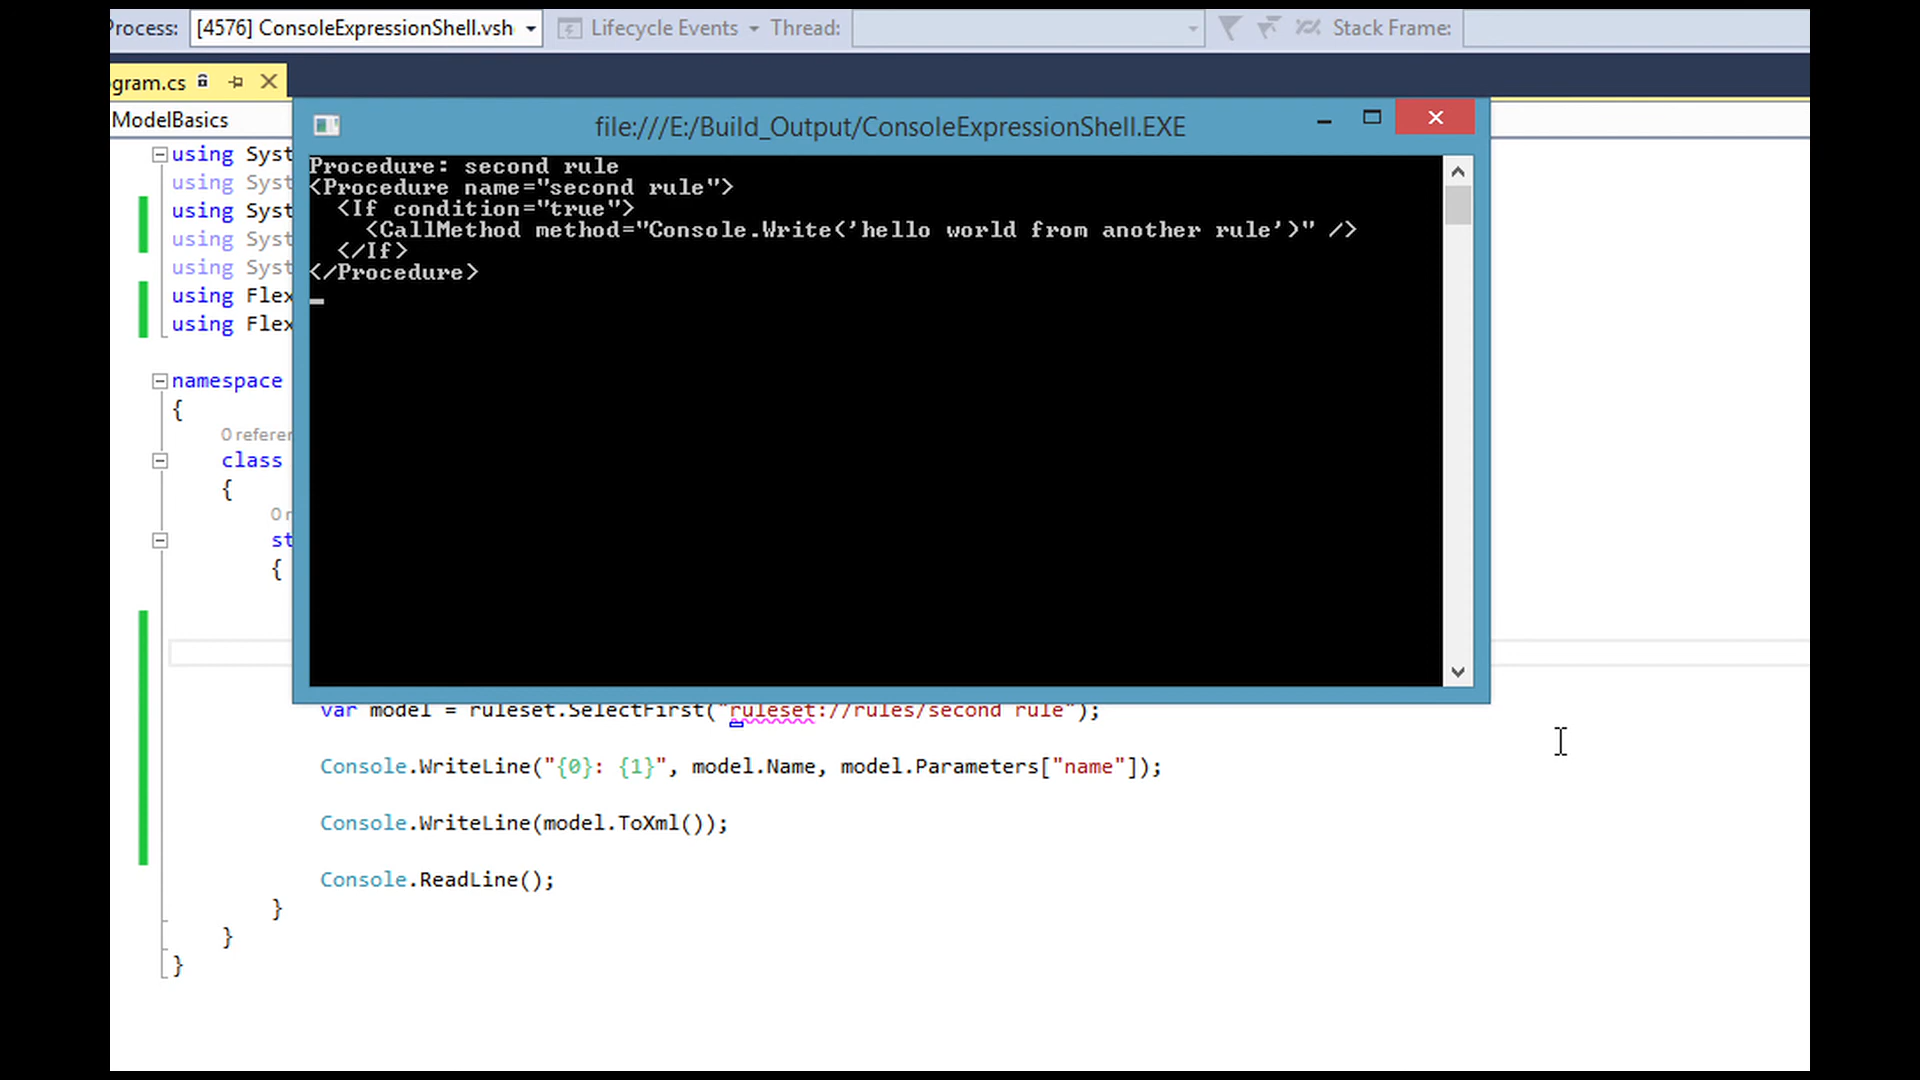 Process: [4576] ConsoleExpressionShell.vsh Lifecycle Events Thread: Stack Frame:
gram.cs
ModelBasics
file:///E:/Build_Output/ConsoleExpressionShell.EXE
using Syst
using Syst
using Syst
using Syst
using Syst
using Flex
using Flex
namespace
{
0 referen
class
{
0 r
st
{
Procedure: second rule
<Procedure name="second rule">
<If condition="true">
<CallMethod method="Console.Write('hello world from another rule')" />
</If>
</Procedure>
var model = ruleset.SelectFirst("ruleset://rules/second rule");
Console.WriteLine("{0}: {1}", model.Name, model.Parameters["name"]);
Console.WriteLine(model.ToXml());
Console.ReadLine();
}
}
}